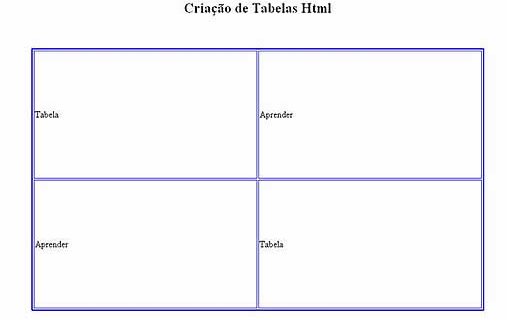 Criação de Tabelas Html
Tabela Aprender
Aprender Tabela